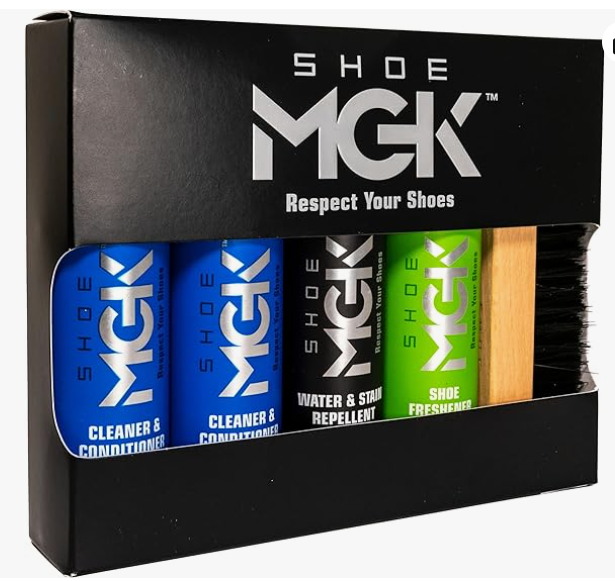 SHOE
MGK™
Respect Your Shoes
SHOE
MGK
Respect Your Shoes
CLEANER &
CONDITIONER
SHOE
MGK
Respect Your Shoes
CLEANER &
CONDITIONER
SHOE
MGK
Respect Your Shoes
WATER & STAIN
REPELLENT
SHOE
MGK
Respect Your Shoes
SHOE
FRESHENER